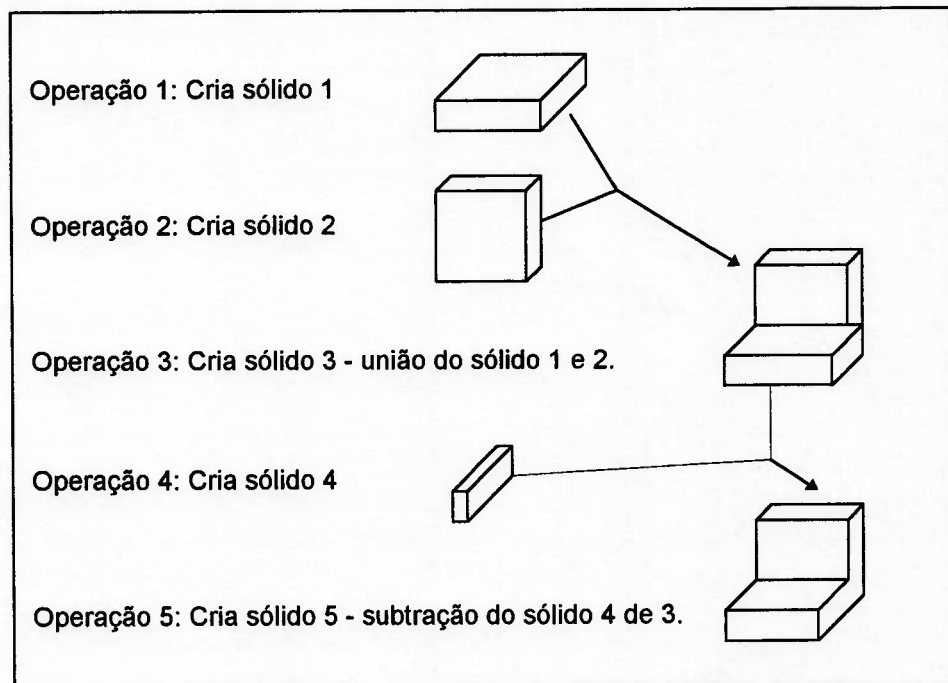 Operação 1: Cria sólido 1
Operação 2: Cria sólido 2
Operação 3: Cria sólido 3 - união do sólido 1 e 2.
Operação 4: Cria sólido 4
Operação 5: Cria sólido 5 - subtração do sólido 4 de 3.